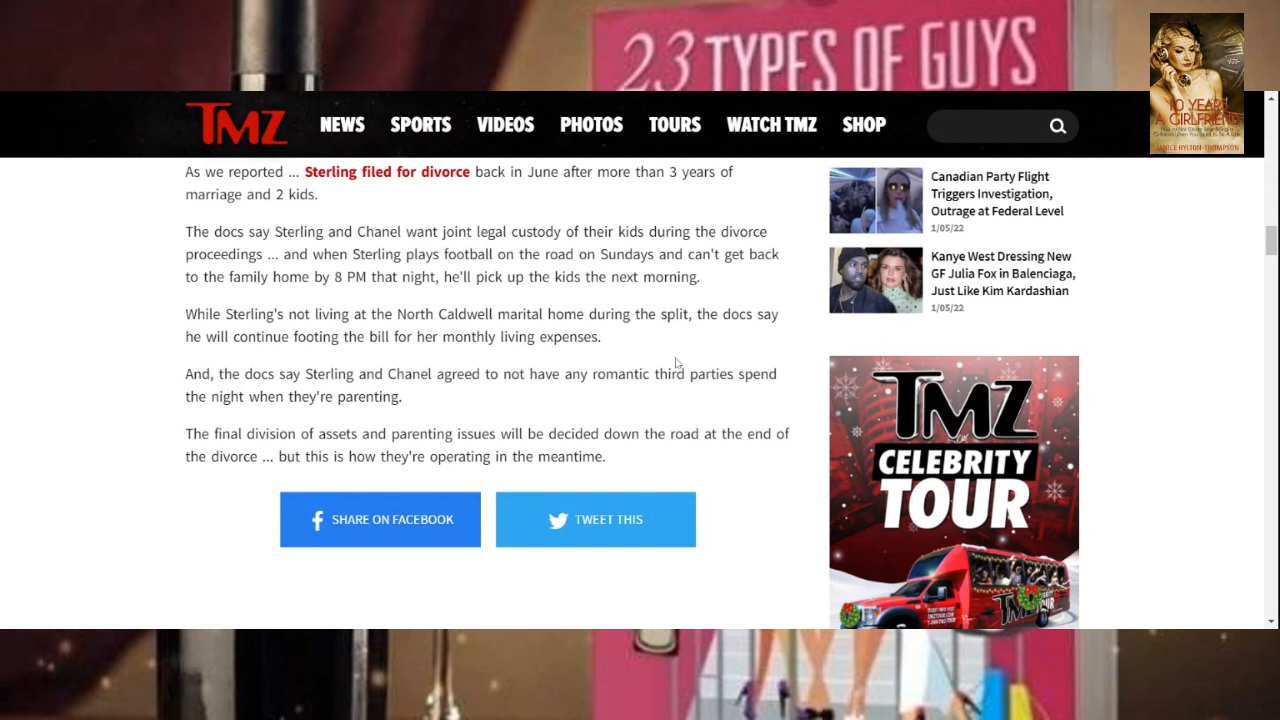 23 TYPES OF GUYS
TMZ
NEWS SPORTS VIDEOS PHOTOS TOURS WATCH TMZ SHOP
10 YEARS
A GIRLFRIEND
JANICE HYLTON-THOMPSON
As we reported ... Sterling filed for divorce back in June after more than 3 years of
marriage and 2 kids.
The docs say Sterling and Chanel want joint legal custody of their kids during the divorce
proceedings ... and when Sterling plays football on the road on Sundays and can't get back
to the family home by 8 PM that night, he'll pick up the kids the next morning.
While Sterling's not living at the North Caldwell marital home during the split, the docs say
he will continue footing the bill for her monthly living expenses.
And, the docs say Sterling and Chanel agreed to not have any romantic third parties spend
the night when they're parenting.
The final division of assets and parenting issues will be decided down the road at the end of
the divorce ... but this is how they're operating in the meantime.
SHARE ON FACEBOOK
TWEET THIS
Canadian Party Flight
Triggers Investigation,
Outrage at Federal Level
1/05/22
Kanye West Dressing New
GF Julia Fox in Balenciaga,
Just Like Kim Kardashian
1/05/22
TMZ
CELEBRITY
TOUR
TMZ